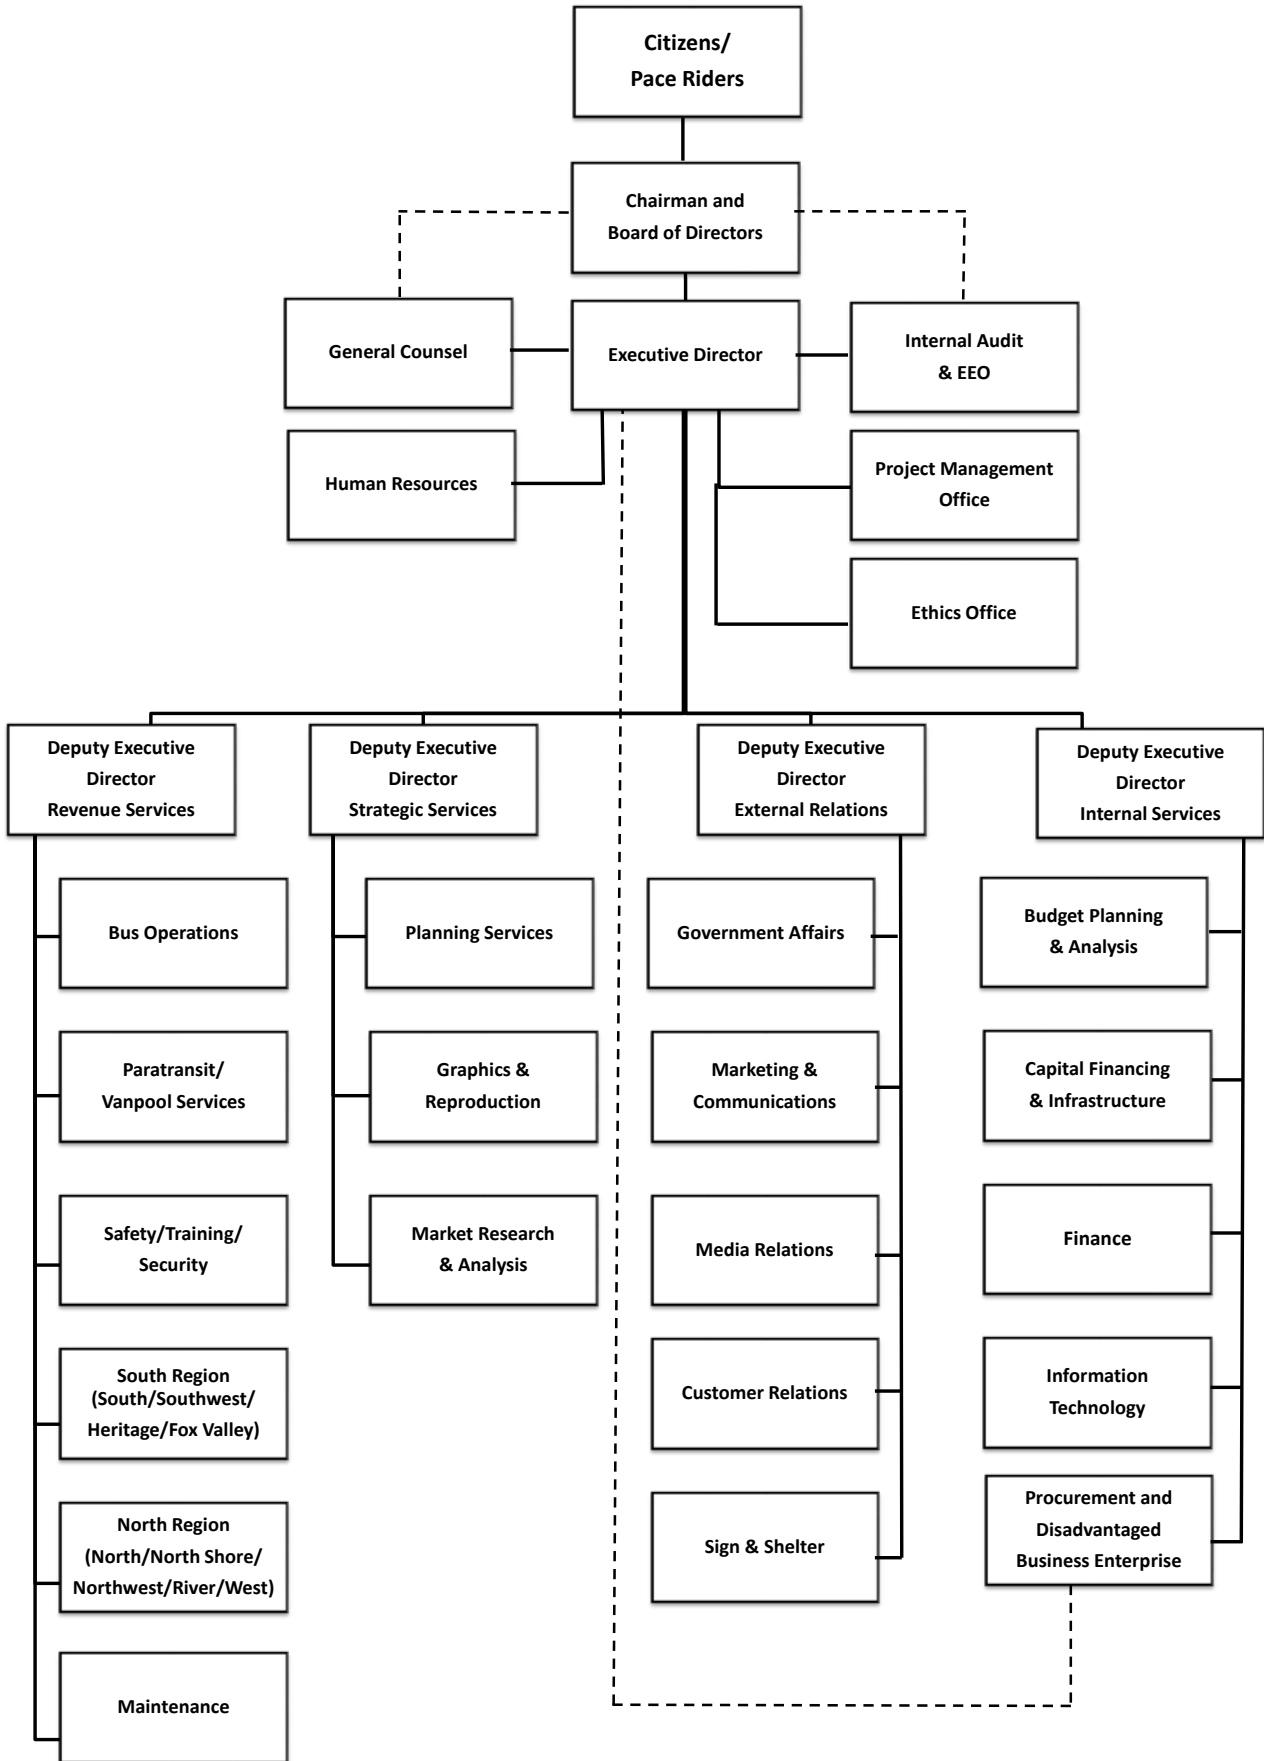 Citizens/
Pace Riders
Chairman and
Board of Directors
General Counsel
Executive Director
Internal Audit
& EEO
Human Resources
Project Management
Office
Ethics Office
Deputy Executive
Director
Revenue Services
Deputy Executive
Director
Strategic Services
Deputy Executive
Director
External Relations
Deputy Executive
Director
Internal Services
Bus Operations
Paratransit/
Vanpool Services
Safety/Training/
Security
South Region
(South/Southwest/
Heritage/Fox Valley)
North Region
(North/North Shore/
Northwest/River/West)
Maintenance
Planning Services
Graphics &
Reproduction
Market Research
& Analysis
Government Affairs
Marketing &
Communications
Media Relations
Customer Relations
Sign & Shelter
Budget Planning
& Analysis
Capital Financing
& Infrastructure
Finance
Information
Technology
Procurement and
Disadvantaged
Business Enterprise